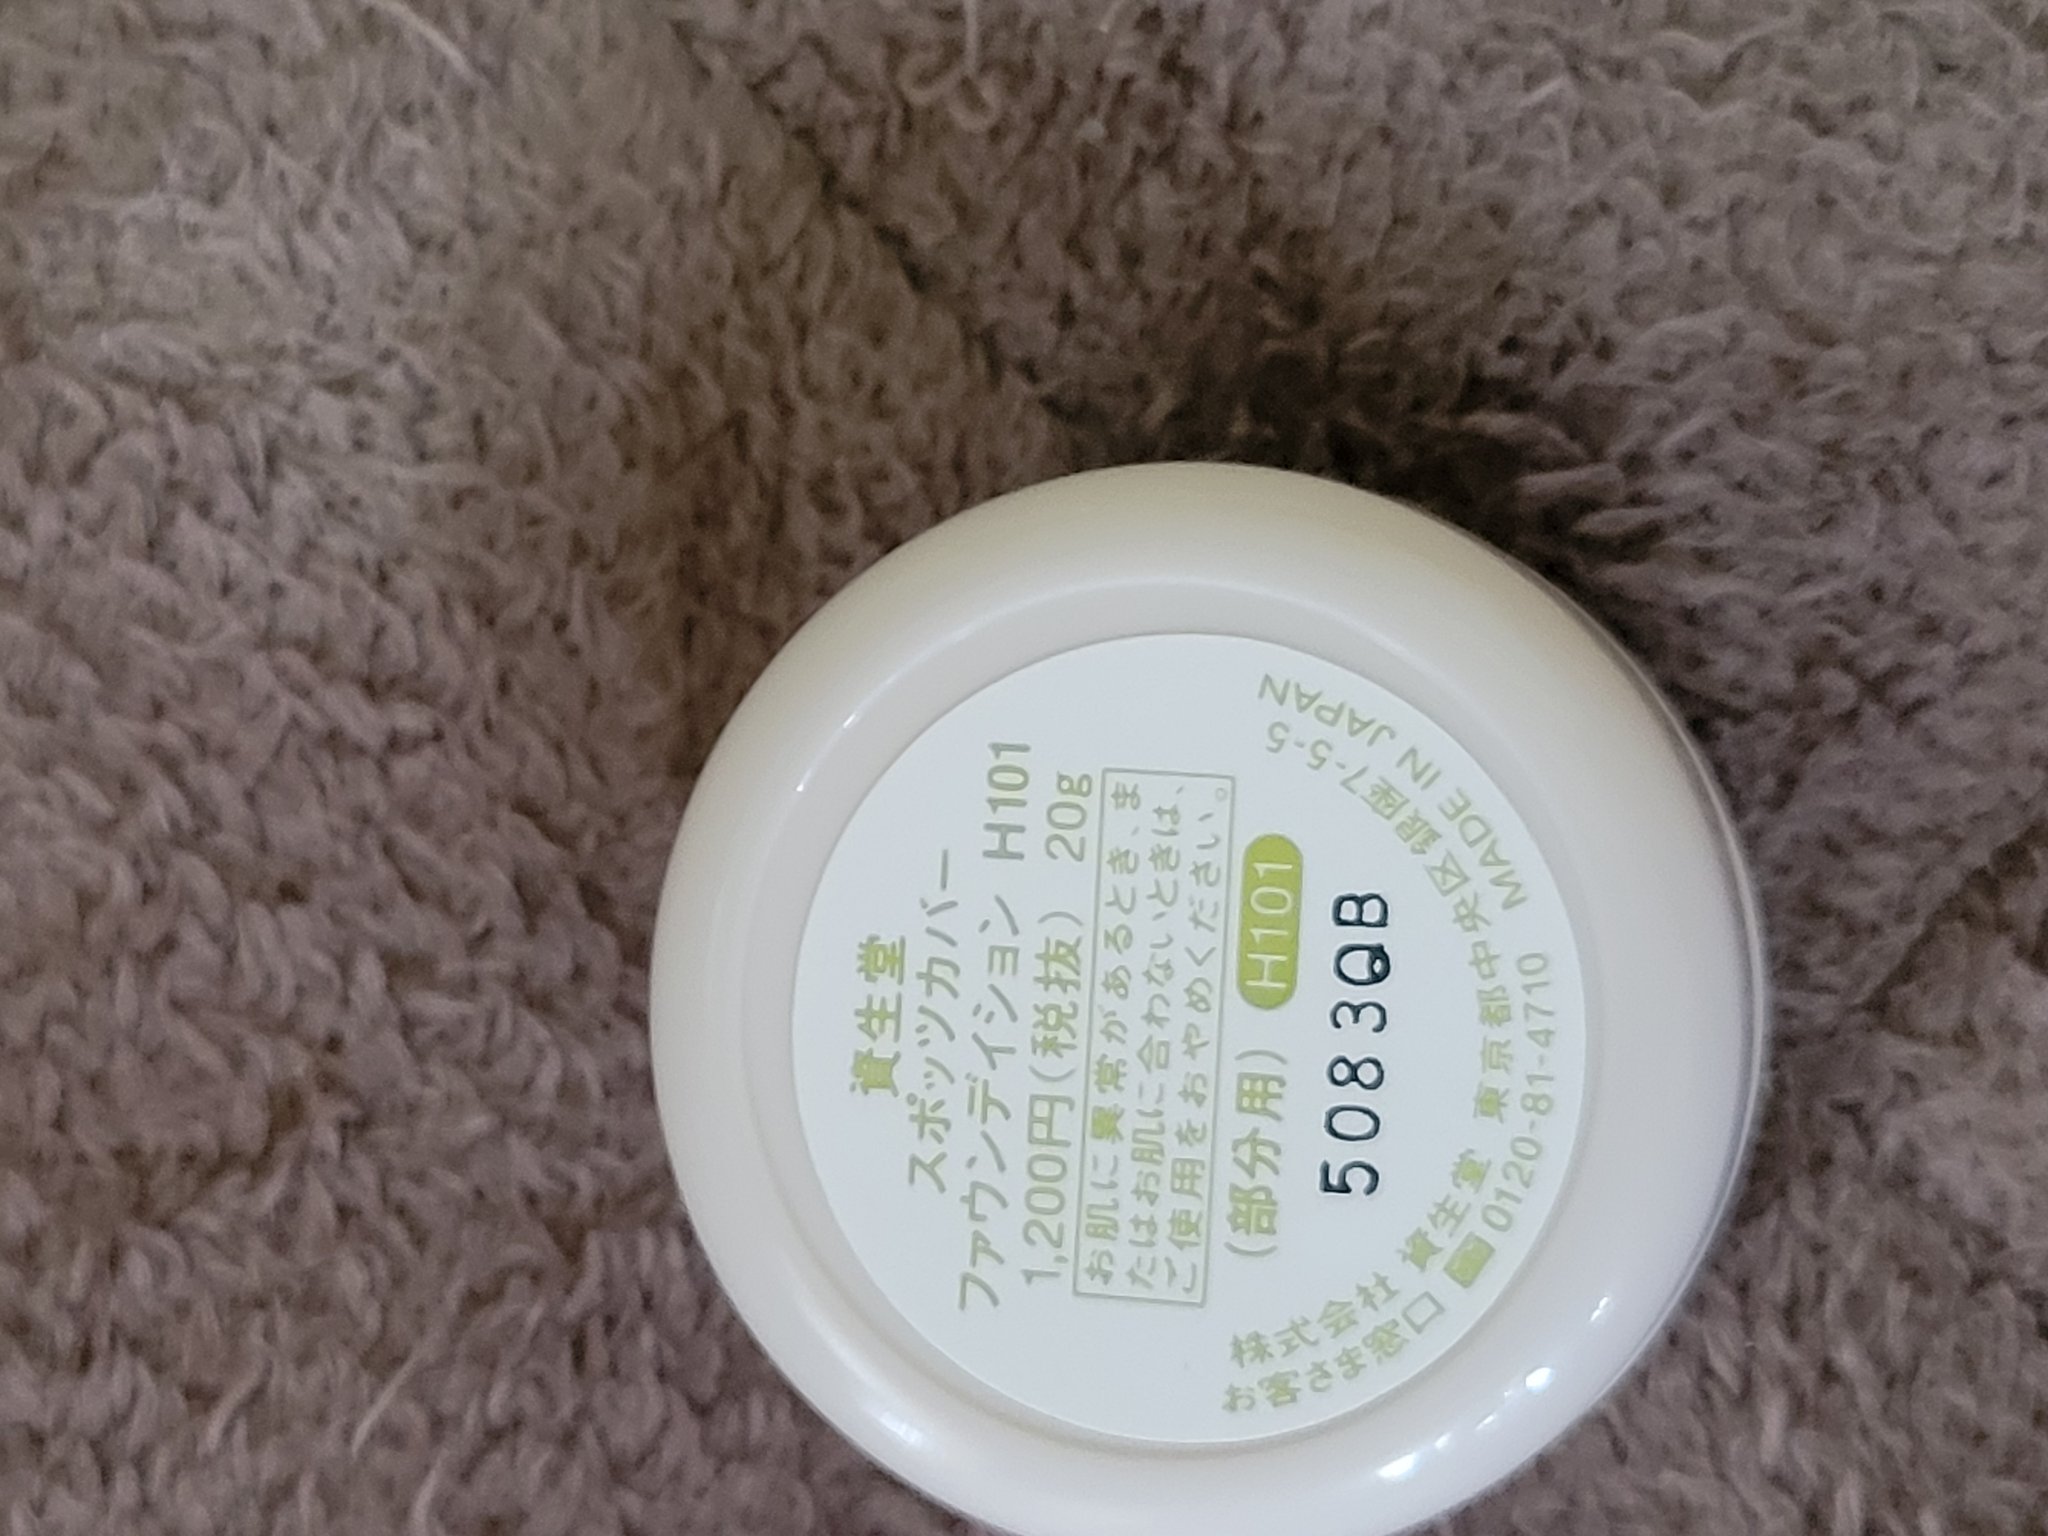 資生堂
スポッツカバー
ファウンデイション H101
1,200円(税抜) 20g
お肌に異常があるとき、ま
たはお肌に合わないときは、
ご使用をおやめください。
(部分用) H101
5083QB
株式会社 資生堂 東京都中央区銀座7-5-5
お客さま窓口 0120-81-4710 MADE IN JAPAN